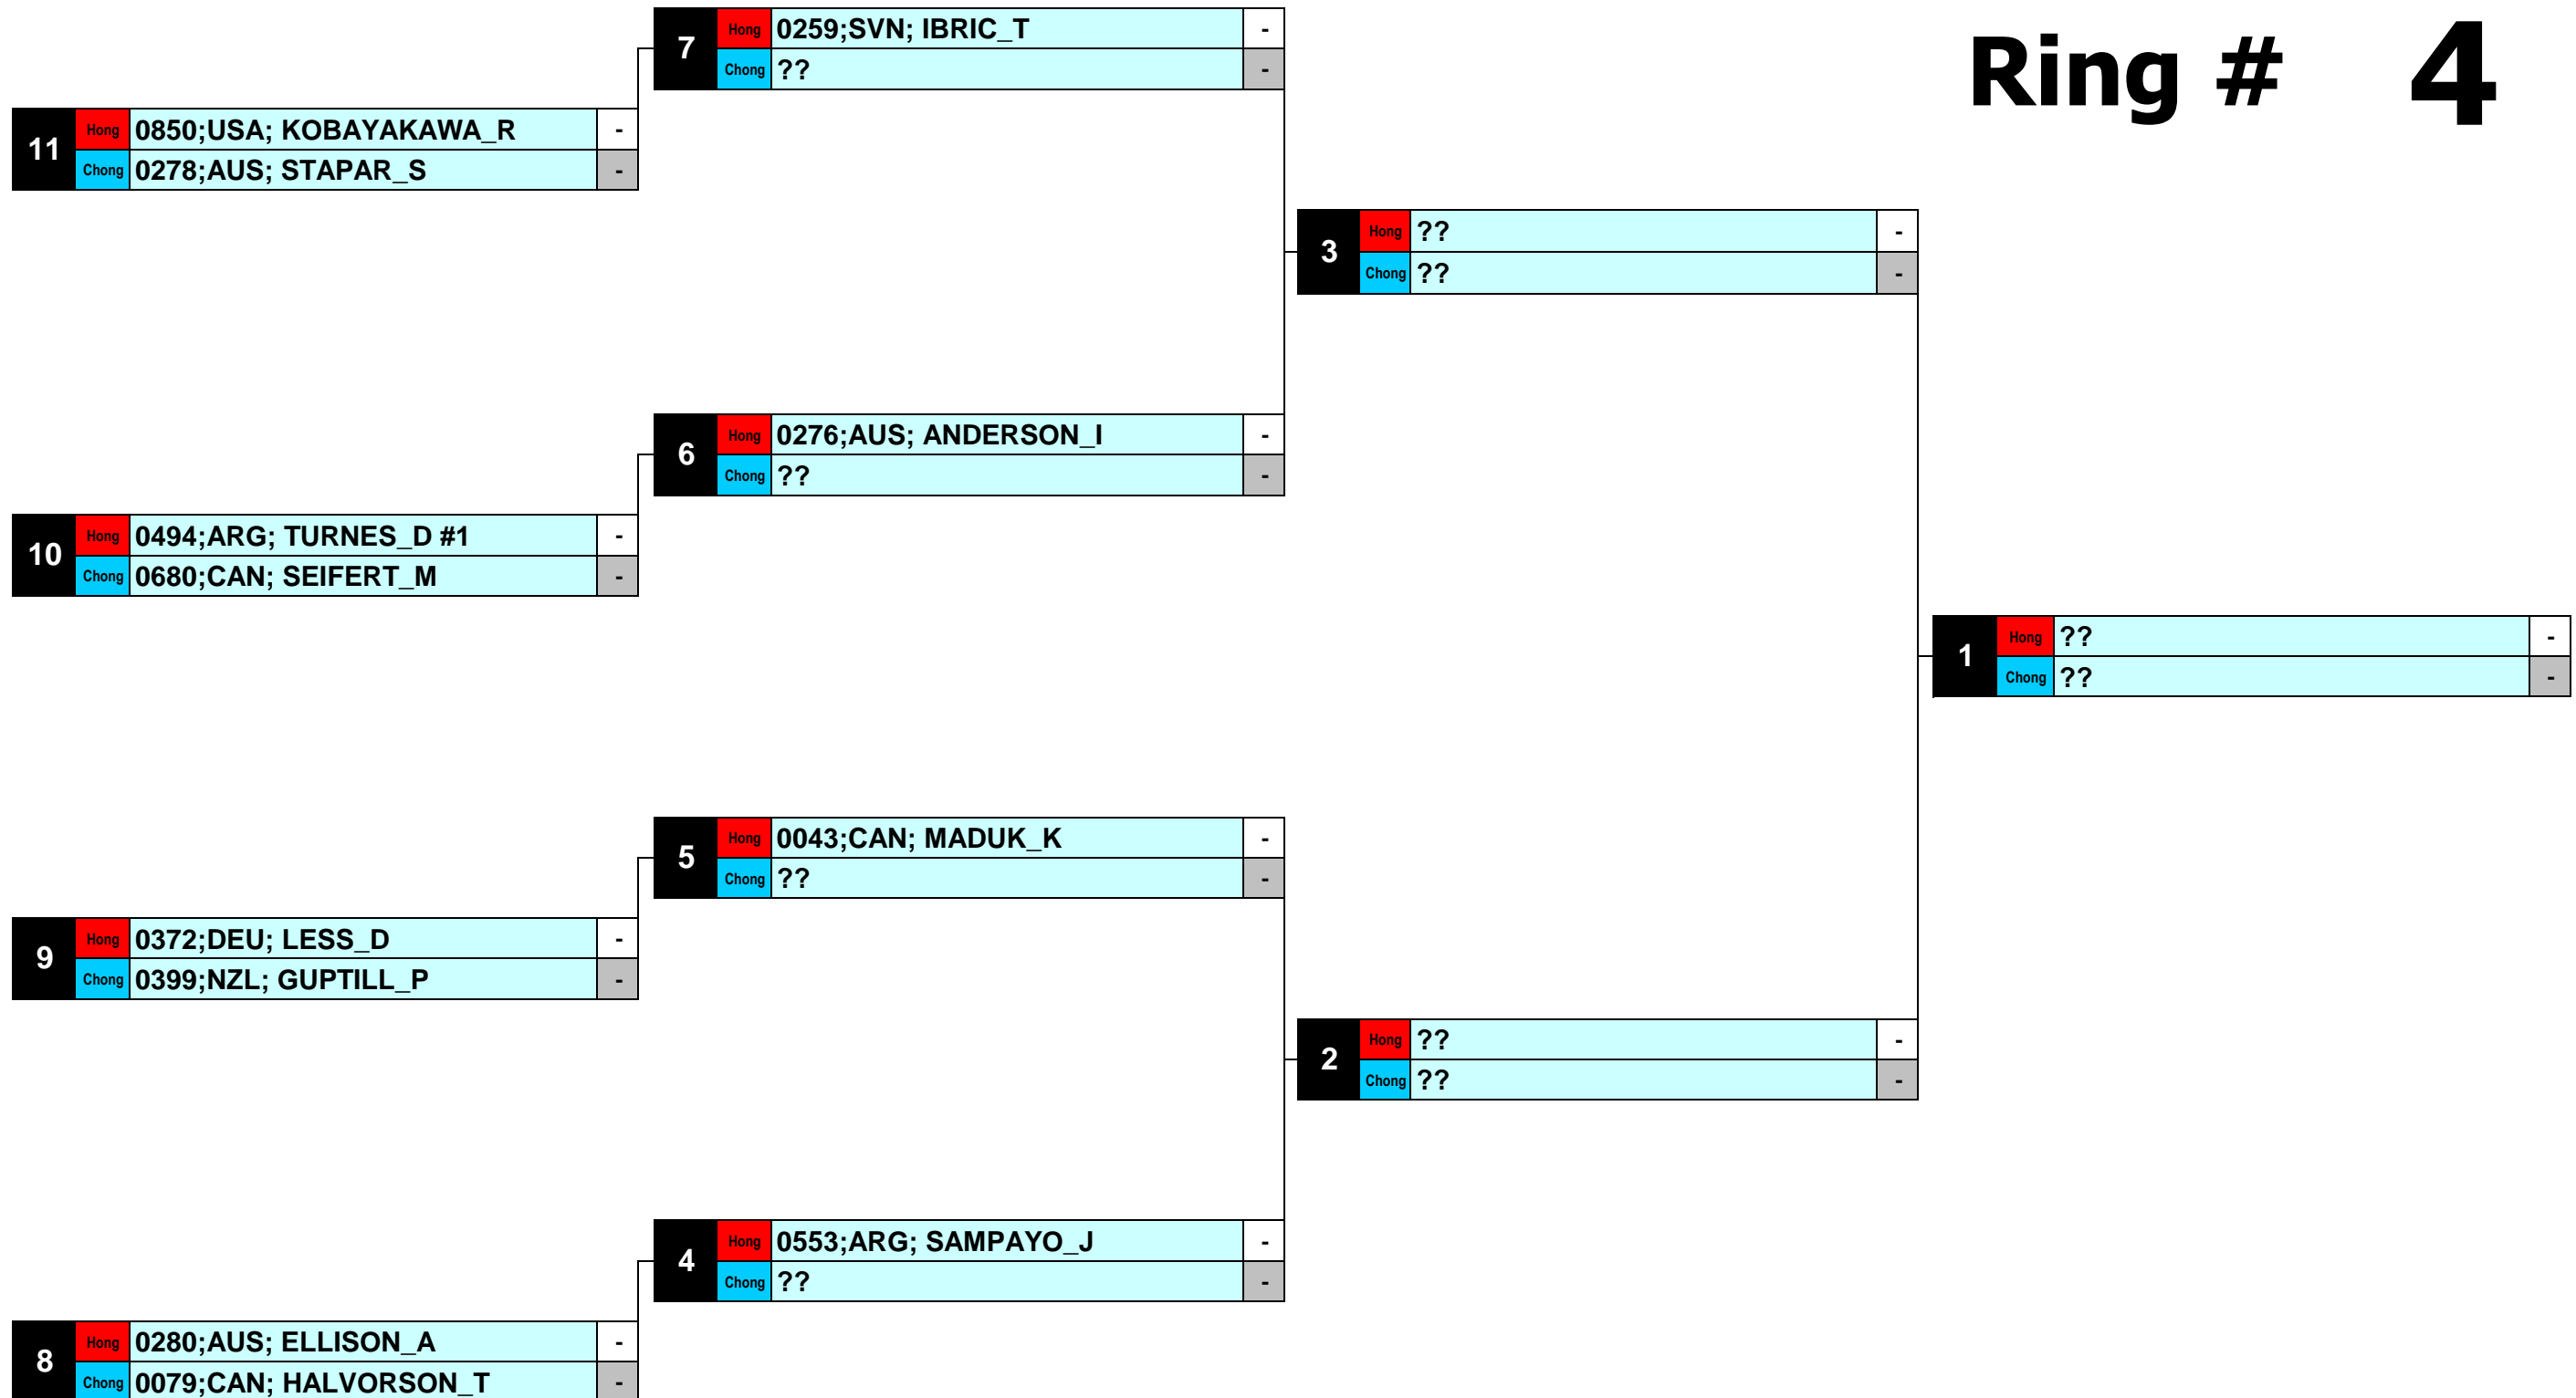 Ring # 4
7
Hong 0259;SVN; IBRIC_T -
Chong ?? -
11
Hong 0850;USA; KOBAYAKAWA_R -
Chong 0278;AUS; STAPAR_S -
3
Hong ?? -
Chong ?? -
6
Hong 0276;AUS; ANDERSON_I -
Chong ?? -
10
Hong 0494;ARG; TURNES_D #1 -
Chong 0680;CAN; SEIFERT_M -
1
Hong ?? -
Chong ?? -
5
Hong 0043;CAN; MADUK_K -
Chong ?? -
9
Hong 0372;DEU; LESS_D -
Chong 0399;NZL; GUPTILL_P -
2
Hong ?? -
Chong ?? -
4
Hong 0553;ARG; SAMPAYO_J -
Chong ?? -
8
Hong 0280;AUS; ELLISON_A -
Chong 0079;CAN; HALVORSON_T -